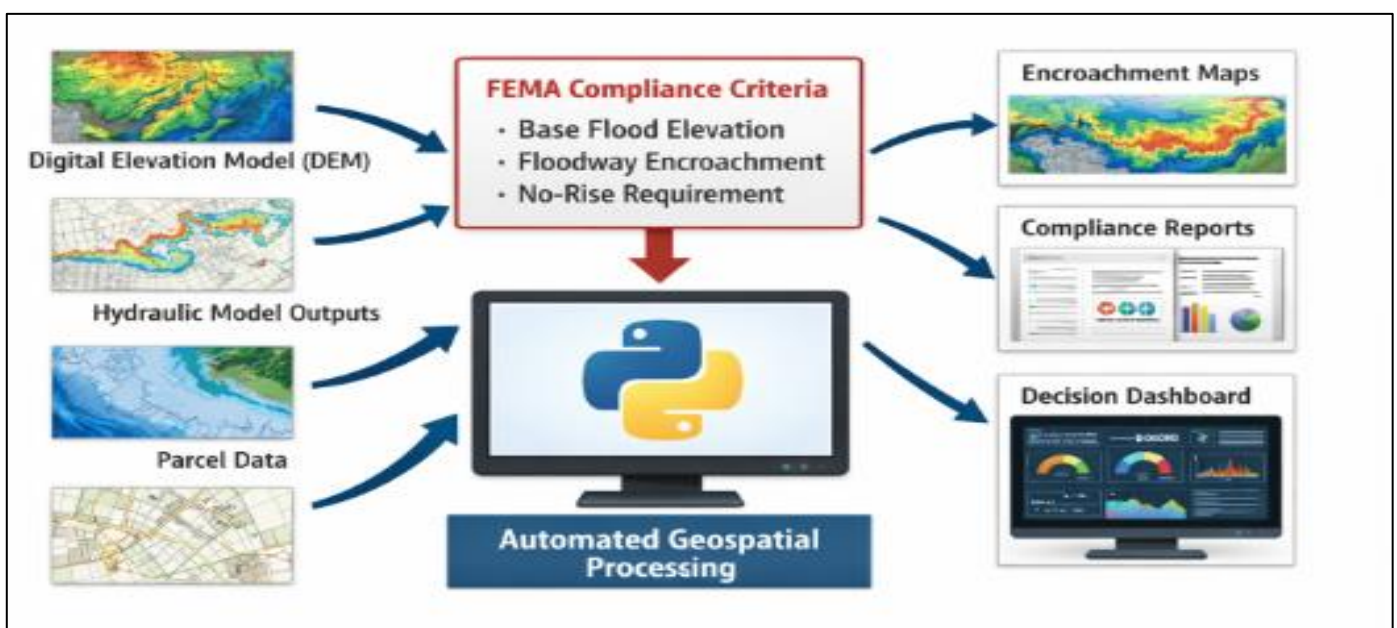 Digital Elevation Model (DEM)
Hydraulic Model Outputs
Parcel Data
FEMA Compliance Criteria
• Base Flood Elevation
• Floodway Encroachment
• No-Rise Requirement
Automated Geospatial
Processing
Encroachment Maps
Compliance Reports
Decision Dashboard